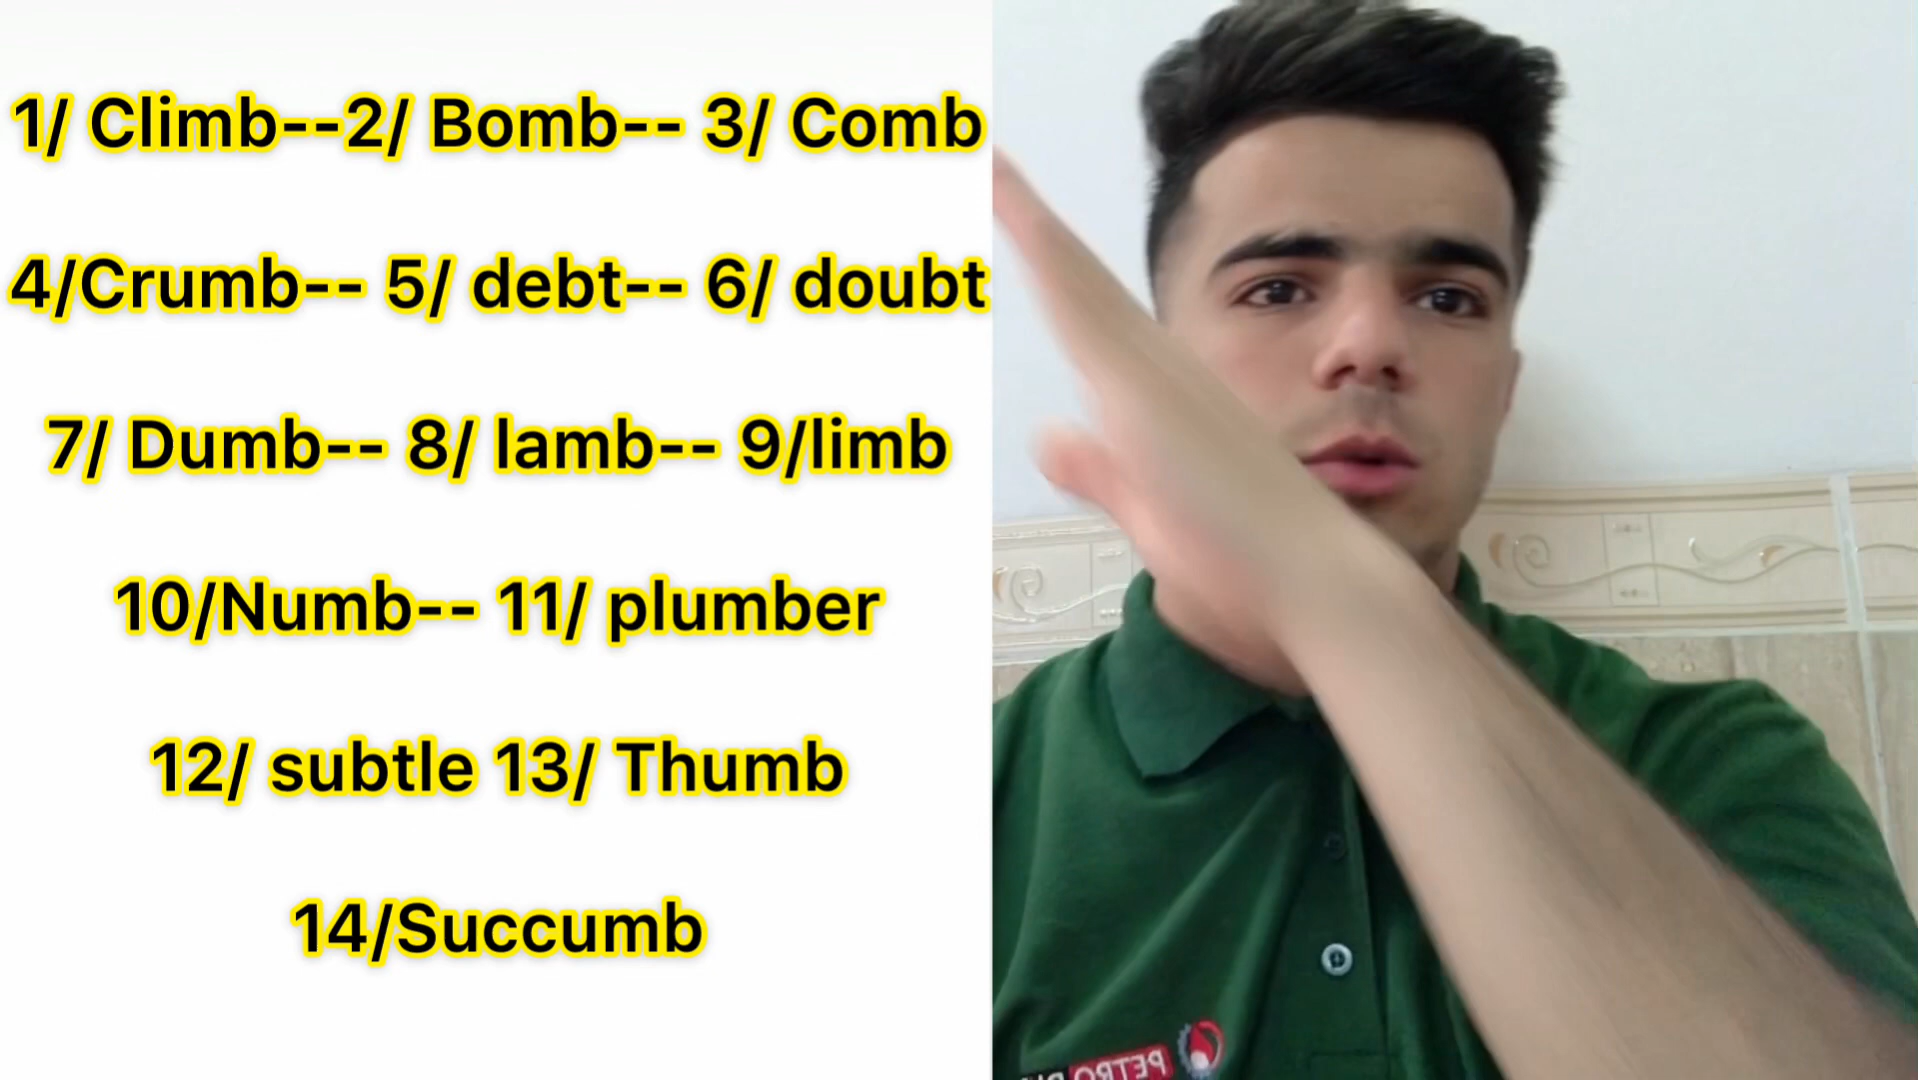 1/ Climb--2/ Bomb-- 3/ Comb
4/Crumb-- 5/ debt-- 6/ doubt
7/ Dumb-- 8/ lamb-- 9/limb
10/Numb-- 11/ plumber
12/ subtle 13/ Thumb
14/Succumb
PETRO